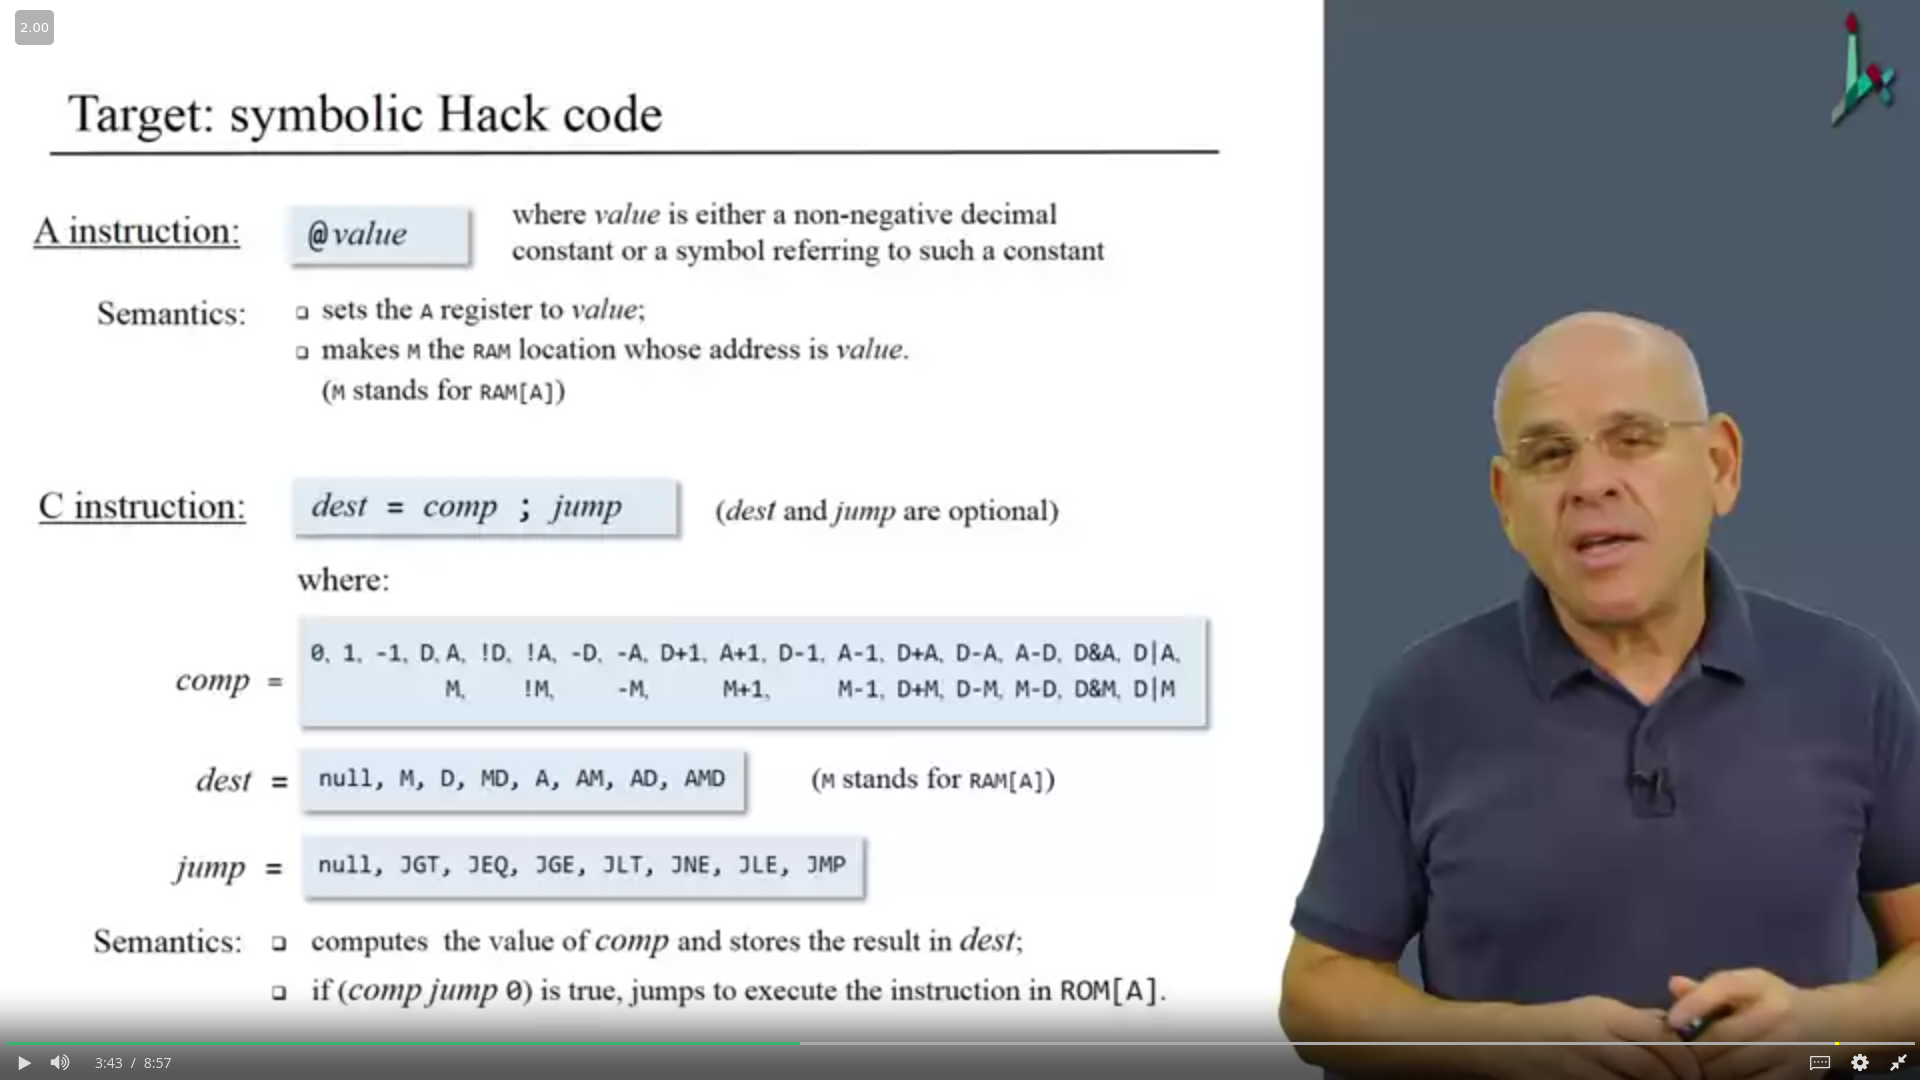 2.00
Target: symbolic Hack code
A instruction:
@value
where value is either a non-negative decimal
constant or a symbol referring to such a constant
Semantics:
❑ sets the A register to value;
❑ makes M the RAM location whose address is value.
(M stands for RAM[A])
C instruction:
dest = comp ; jump
(dest and jump are optional)
where:
comp =
0, 1, -1, D, A, !D, !A, -D, -A, D+1, A+1, D-1, A-1, D+A, D-A, A-D, D&A, D|A,
M, !M, -M, M+1, M-1, D+M, D-M, M-D, D&M, D|M
dest =
null, M, D, MD, A, AM, AD, AMD
(M stands for RAM[A])
jump =
null, JGT, JEQ, JGE, JLT, JNE, JLE, JMP
Semantics:
❑ computes the value of comp and stores the result in dest;
❑ if (comp jump 0) is true, jumps to execute the instruction in ROM[A].
3:43 / 8:57